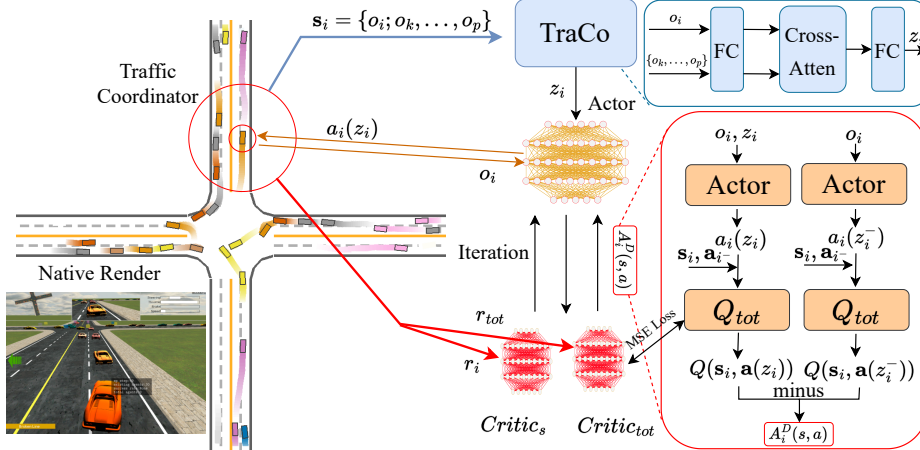 s_i = {o_i; o_k, . . . , o_p}
TraCo
o_i
{o_k, . . . , o_p}
FC
Cross-
Atten
FC
z_i
Traffic
Coordinator
z_i
Actor
a_i(z_i)
o_i
o_i, z_i
o_i
Actor
Actor
a_i(z_i)
a_i(z_i^-)
s_i, a_{i^-}
s_i, a_{i^-}
Iteration
A_i^D(s, a)
Native Render
r_tot
r_i
MSE Loss
Q_tot
Q_tot
Q(s_i, a(z_i))
Q(s_i, a(z_i^-))
minus
A_i^D(s, a)
Critic_s
Critic_tot